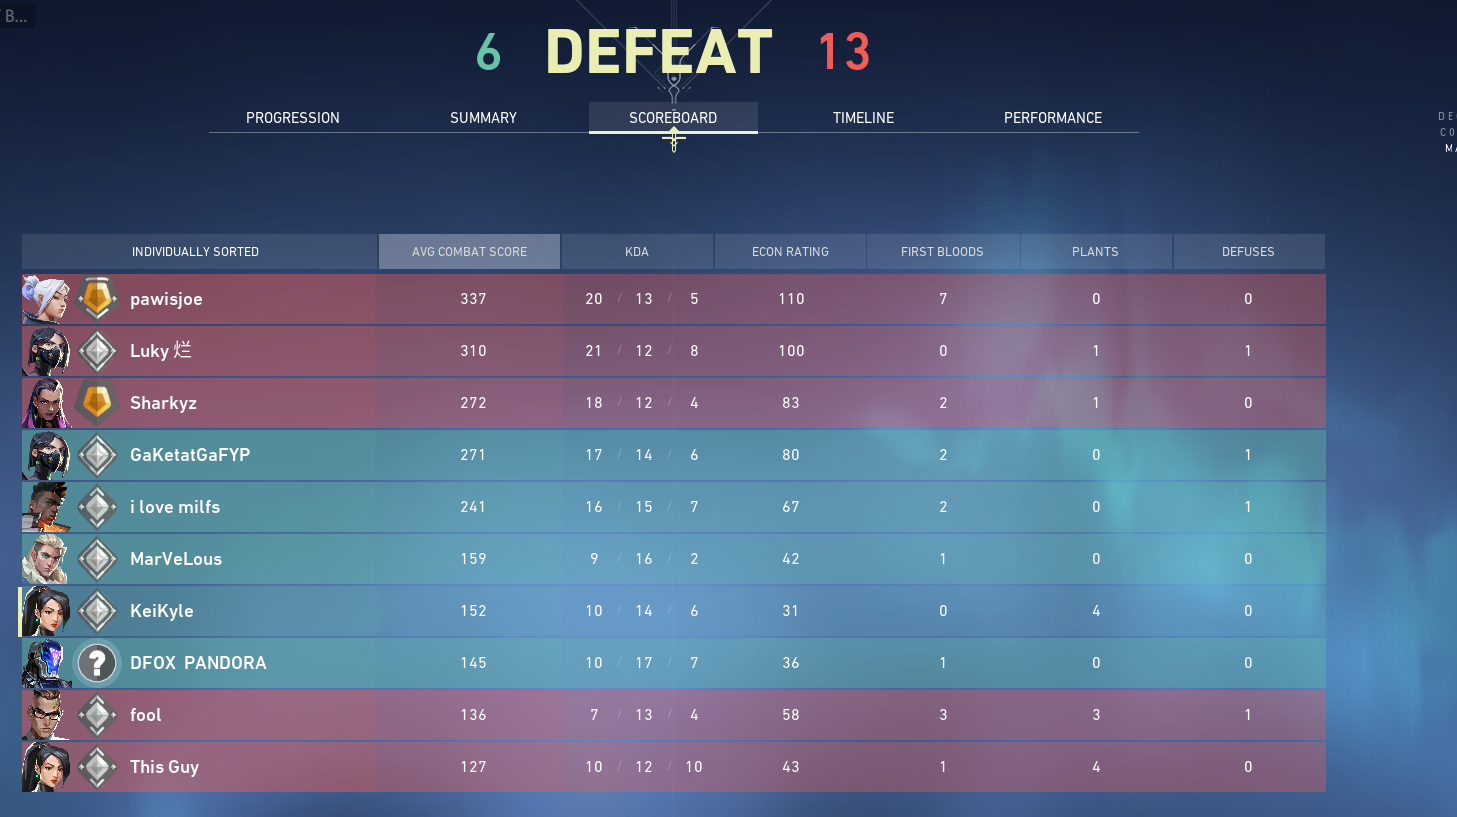 B...
6 DEFEAT 13
PROGRESSION SUMMARY SCOREBOARD TIMELINE PERFORMANCE
INDIVIDUALLY SORTED AVG COMBAT SCORE KDA ECON RATING FIRST BLOODS PLANTS DEFUSES
pawisjoe 337 20 / 13 / 5 110 7 0 0
Luky 烂 310 21 / 12 / 8 100 0 1 1
Sharkyz 272 18 / 12 / 4 83 2 1 0
GaKetatGaFYP 271 17 / 14 / 6 80 2 0 1
i love milfs 241 16 / 15 / 7 67 2 0 1
MarVeLous 159 9 / 16 / 2 42 1 0 0
KeiKyle 152 10 / 14 / 6 31 0 4 0
? DFOX PANDORA 145 10 / 17 / 7 36 1 0 0
fool 136 7 / 13 / 4 58 3 3 1
This Guy 127 10 / 12 / 10 43 1 4 0